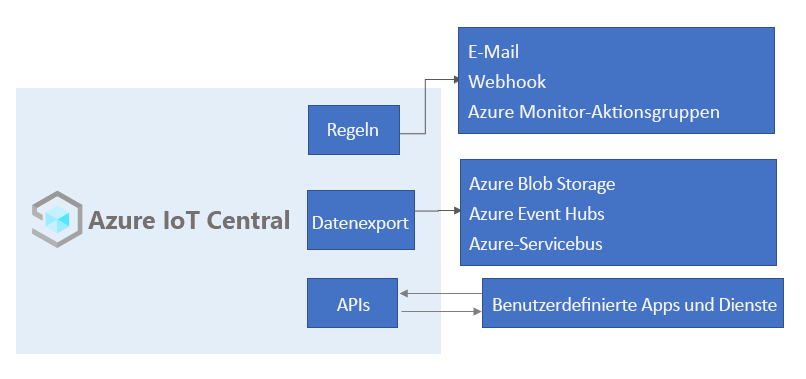 E-Mail
Webhook
Azure Monitor-Aktionsgruppen
Regeln
Azure Blob Storage
Azure Event Hubs
Azure-Servicebus
Azure IoT Central
Datenexport
APIs
Benutzerdefinierte Apps und Dienste